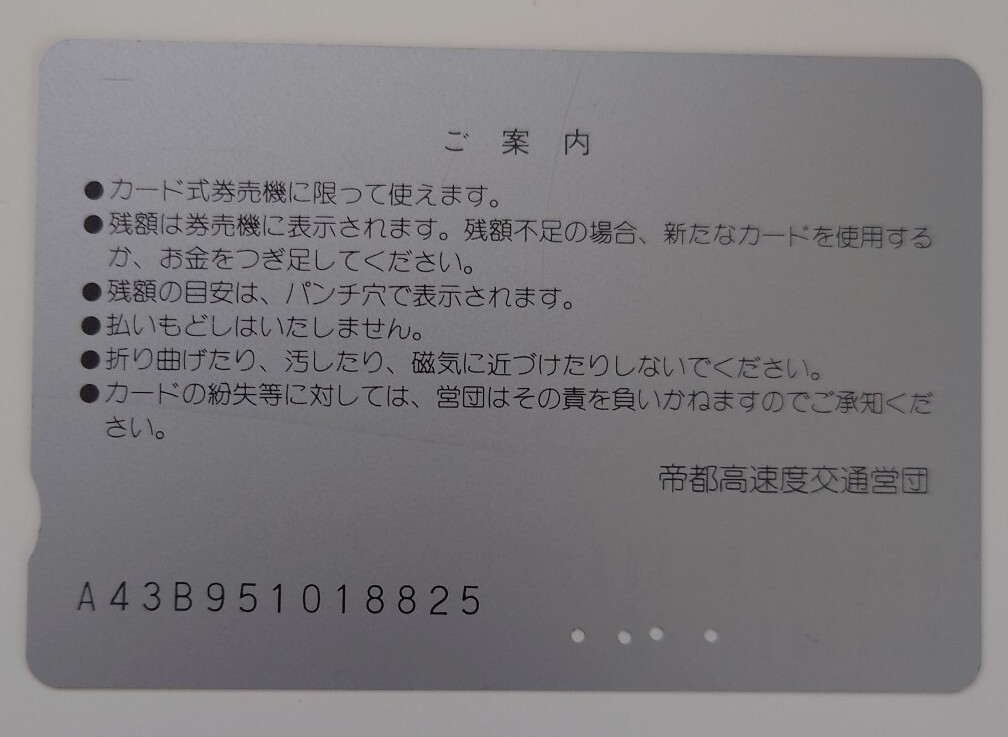 ご案内
●カード式券売機に限って使えます。
●残額は券売機に表示されます。残額不足の場合、新たなカードを使用する
か、お金をつぎ足してください。
●残額の目安は、パンチ穴で表示されます。
●払いもどしはいたしません。
●折り曲げたり、汚したり、磁気に近づけたりしないでください。
●カードの紛失等に対しては、営団はその責を負いかねますのでご承知くだ
さい。
帝都高速度交通営団
A43B951018825